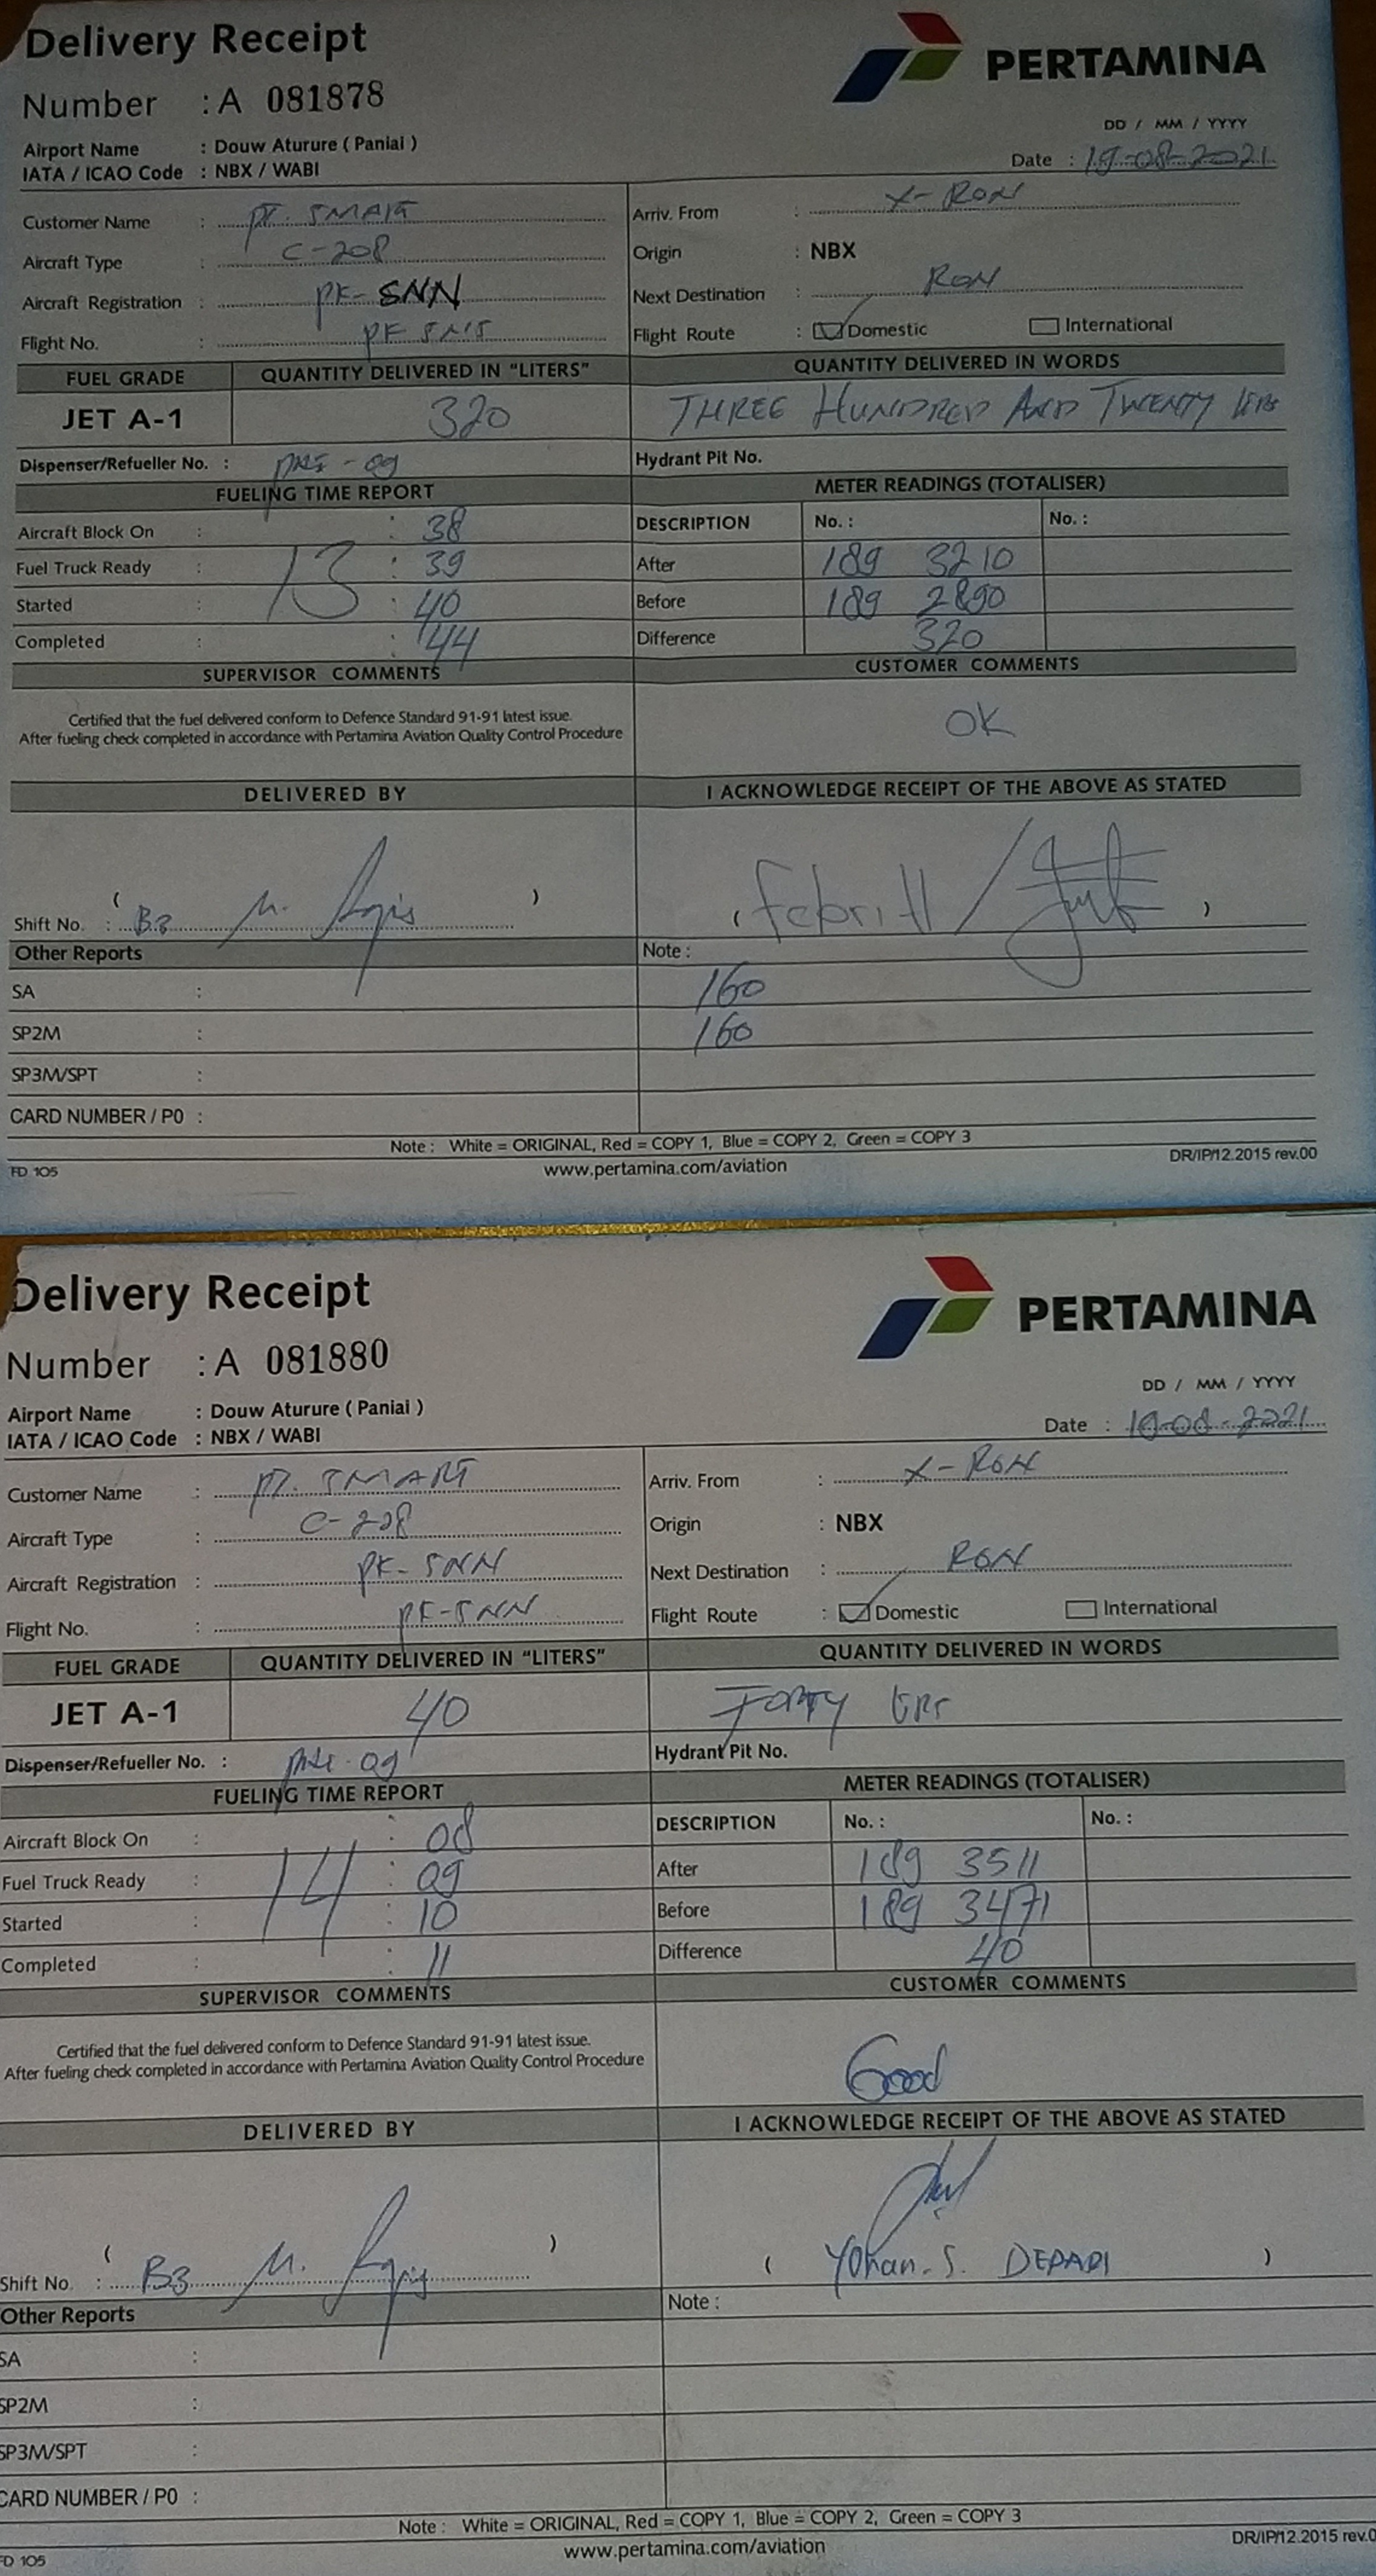 Delivery Receipt
PERTAMINA
Number : A 081878
DD / MM / YYYY
Airport Name : Douw Aturure ( Paniai )
Date : 19-08-2021
IATA / ICAO Code : NBX / WABI
Customer Name : PT. SMART
Arriv. From : X-RON
Aircraft Type : C-208
Origin : NBX
Aircraft Registration : PK-SNN
Next Destination : RON
Flight No. :
Flight Route : Domestic International
FUEL GRADE QUANTITY DELIVERED IN "LITERS" QUANTITY DELIVERED IN WORDS
JET A-1 320 THREE HUNDRED AND TWENTY
Dispenser/Refueller No. :
Hydrant Pit No.
FUELING TIME REPORT METER READINGS (TOTALISER)
Aircraft Block On : 13 : 38
DESCRIPTION No. : No. :
Fuel Truck Ready : : 39
After 189 3210
Started : : 40
Before 189 2890
Completed : : 44
Difference 320
SUPERVISOR COMMENTS CUSTOMER COMMENTS
Certified that the fuel delivered conform to Defence Standard 91-91 latest issue.
After fueling check completed in accordance with Pertamina Aviation Quality Control Procedure
OK
DELIVERED BY I ACKNOWLEDGE RECEIPT OF THE ABOVE AS STATED
( )
Shift No. : B3 M. Agis
( )
Other Reports Note :
SA : 160
SP2M : 160
SP3M/SPT :
CARD NUMBER / P0 :
Note : White = ORIGINAL, Red = COPY 1, Blue = COPY 2, Green = COPY 3
FD 105 www.pertamina.com/aviation DR/IP/12.2015 rev.00
Delivery Receipt
PERTAMINA
Number : A 081880
DD / MM / YYYY
Airport Name : Douw Aturure ( Paniai )
Date : 19-08-2021
IATA / ICAO Code : NBX / WABI
Customer Name : PT. SMART
Arriv. From : X-RON
Aircraft Type : C-208
Origin : NBX
Aircraft Registration : PK-SNN
Next Destination : RON
Flight No. : PK-SNN
Flight Route : Domestic International
FUEL GRADE QUANTITY DELIVERED IN "LITERS" QUANTITY DELIVERED IN WORDS
JET A-1 40 FORTY
Dispenser/Refueller No. :
Hydrant Pit No.
FUELING TIME REPORT METER READINGS (TOTALISER)
Aircraft Block On : 14 : 08
DESCRIPTION No. : No. :
Fuel Truck Ready : : 09
After 189 3511
Started : : 10
Before 189 3471
Completed : : 11
Difference 40
SUPERVISOR COMMENTS CUSTOMER COMMENTS
Certified that the fuel delivered conform to Defence Standard 91-91 latest issue.
After fueling check completed in accordance with Pertamina Aviation Quality Control Procedure
Good
DELIVERED BY I ACKNOWLEDGE RECEIPT OF THE ABOVE AS STATED
( )
Shift No. : B3 M. Agis
( Yohan. S. DEPARI )
Other Reports Note :
SA :
SP2M :
SP3M/SPT :
CARD NUMBER / P0 :
Note : White = ORIGINAL, Red = COPY 1, Blue = COPY 2, Green = COPY 3
FD 105 www.pertamina.com/aviation DR/IP/12.2015 rev.0